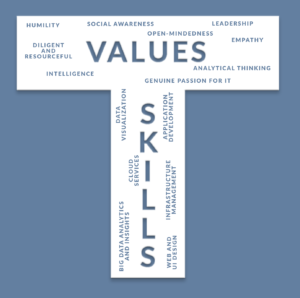 HUMILITY
SOCIAL AWARENESS
LEADERSHIP
OPEN-MINDEDNESS
DILIGENT
AND
RESOURCEFUL
VALUES
EMPATHY
ANALYTICAL THINKING
INTELLIGENCE
GENUINE PASSION FOR IT
SKILLS
DATA
VISUALIZATION
APPLICATION
DEVELOPMENT
CLOUD
SERVICES
INFRASTRUCTURE
MANAGEMENT
BIG DATA ANALYTICS
AND INSIGHTS
WEB AND
UI DESIGN